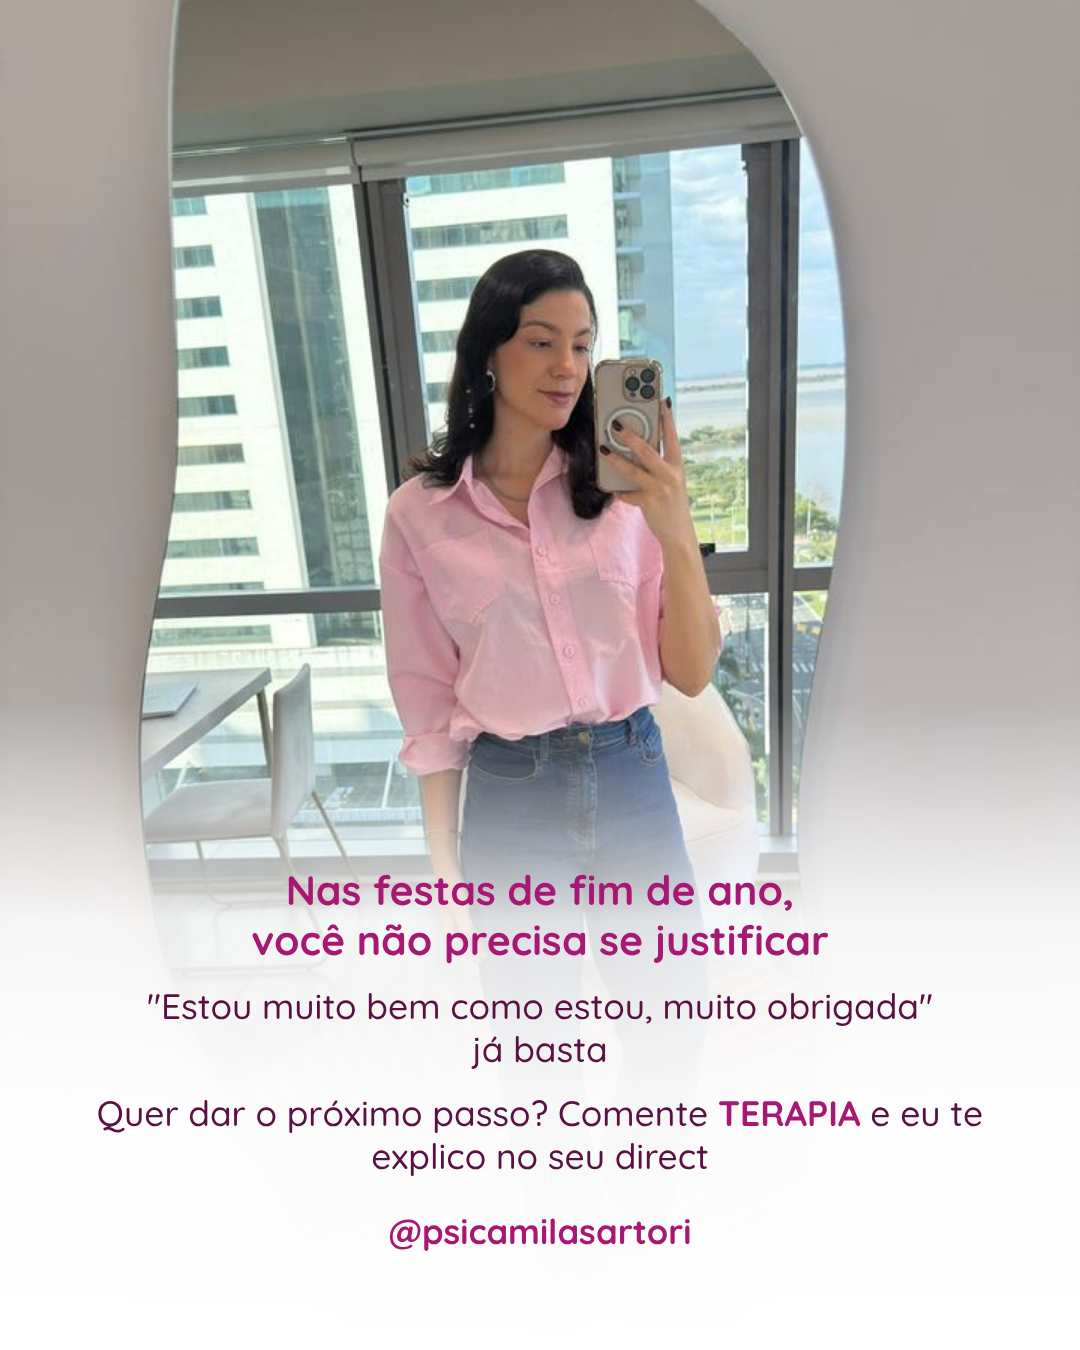 Nas festas de fim de ano,
você não precisa se justificar
"Estou muito bem como estou, muito obrigada"
já basta
Quer dar o próximo passo? Comente TERAPIA e eu te
explico no seu direct
@psicamilasartori